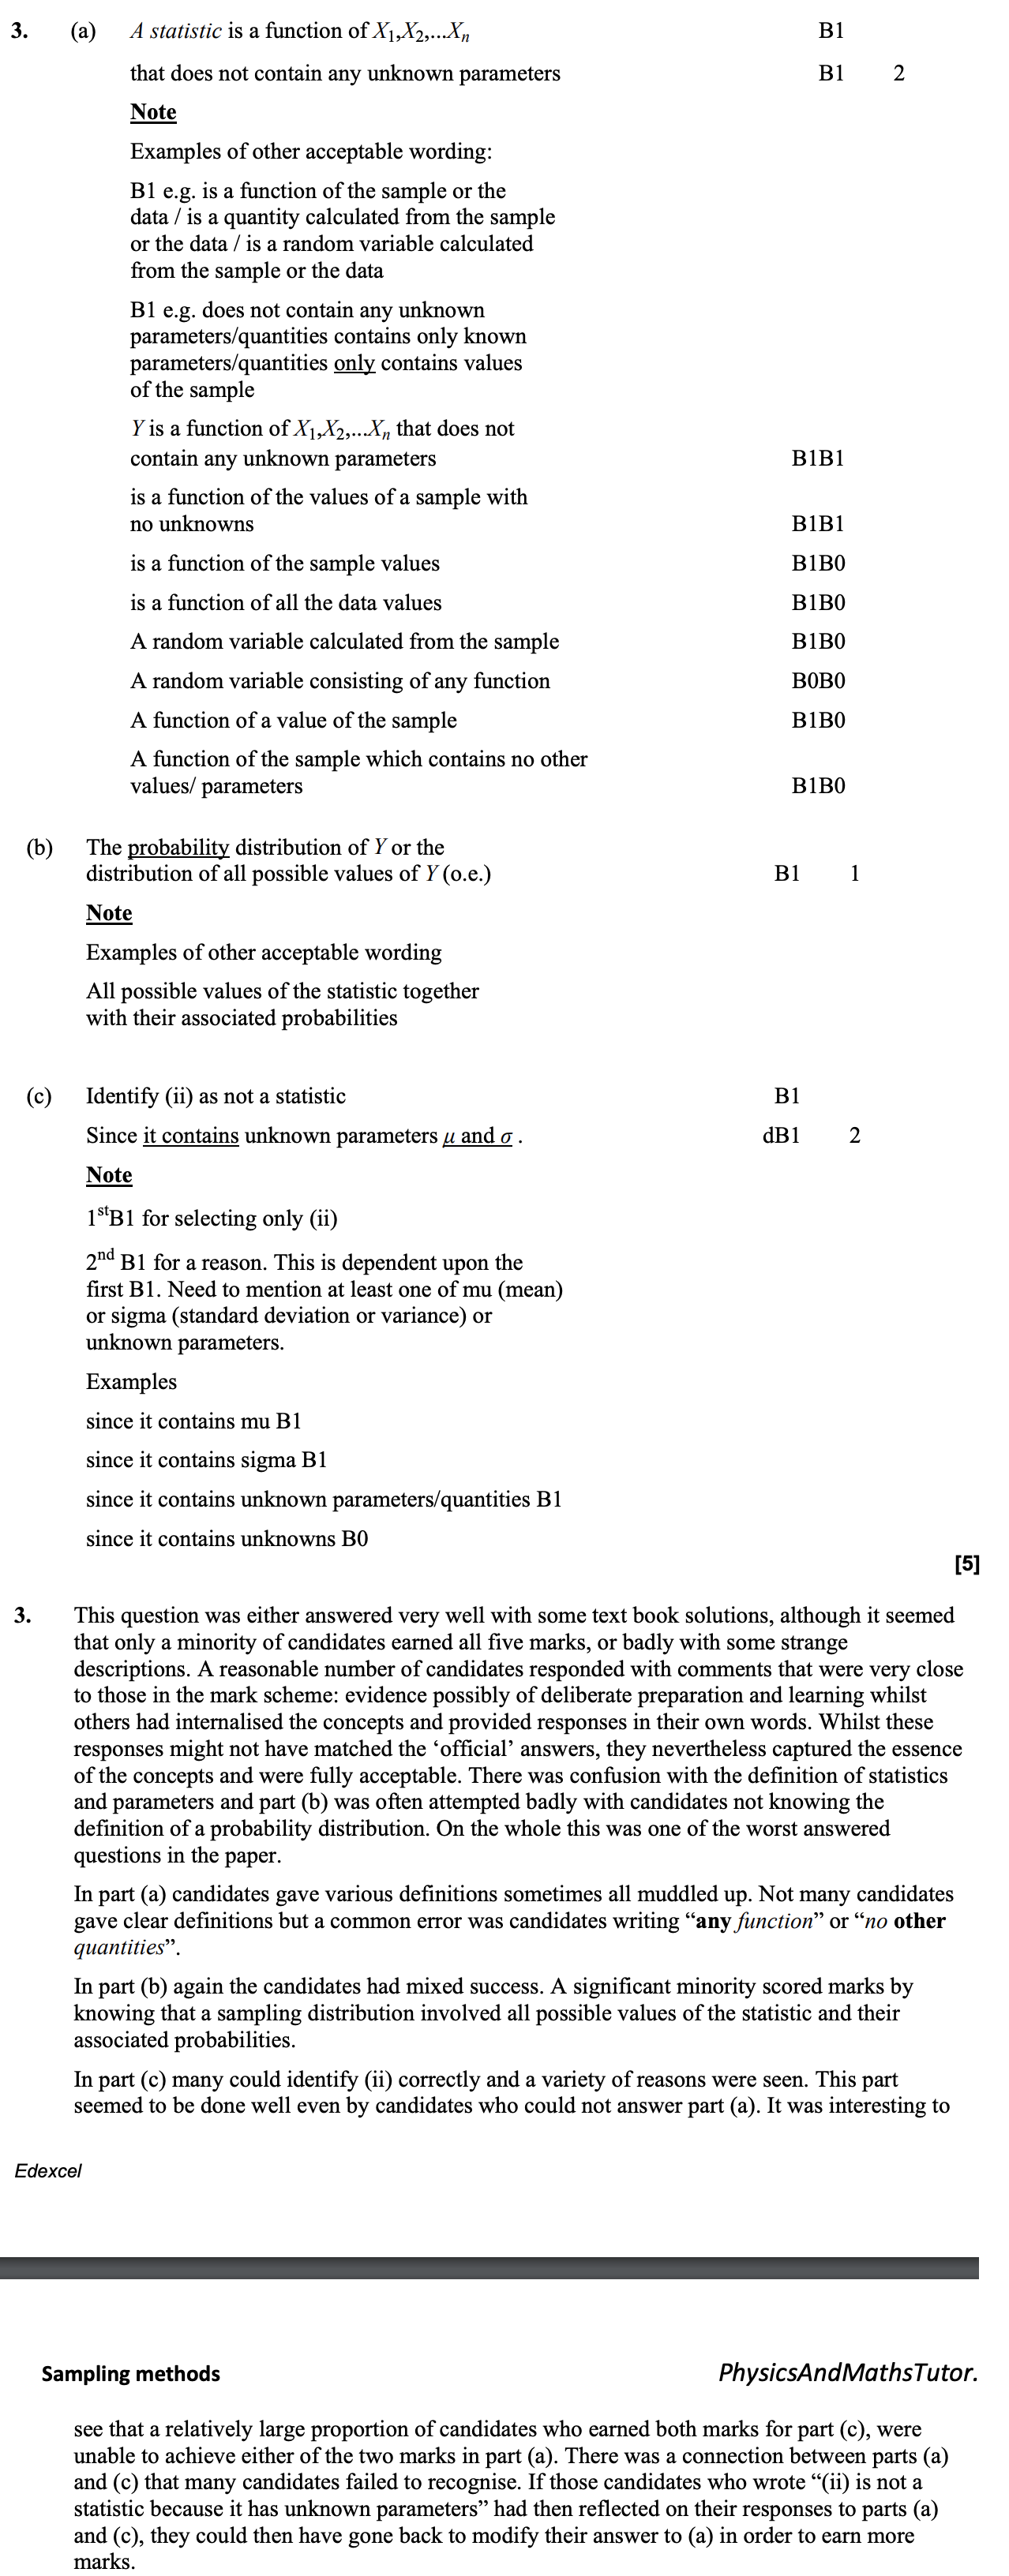 3. (a) A statistic is a function of X1,X2,...Xn B1
that does not contain any unknown parameters B1 2
Note
Examples of other acceptable wording:
B1 e.g. is a function of the sample or the
data / is a quantity calculated from the sample
or the data / is a random variable calculated
from the sample or the data
B1 e.g. does not contain any unknown
parameters/quantities contains only known
parameters/quantities only contains values
of the sample
Y is a function of X1,X2,...Xn that does not
contain any unknown parameters B1B1
is a function of the values of a sample with
no unknowns B1B1
is a function of the sample values B1B0
is a function of all the data values B1B0
A random variable calculated from the sample B1B0
A random variable consisting of any function B0B0
A function of a value of the sample B1B0
A function of the sample which contains no other
values/ parameters B1B0
(b) The probability distribution of Y or the
distribution of all possible values of Y (o.e.) B1 1
Note
Examples of other acceptable wording
All possible values of the statistic together
with their associated probabilities
(c) Identify (ii) as not a statistic B1
Since it contains unknown parameters μ and σ . dB1 2
Note
1stB1 for selecting only (ii)
2nd B1 for a reason. This is dependent upon the
first B1. Need to mention at least one of mu (mean)
or sigma (standard deviation or variance) or
unknown parameters.
Examples
since it contains mu B1
since it contains sigma B1
since it contains unknown parameters/quantities B1
since it contains unknowns B0
[5]
3. This question was either answered very well with some text book solutions, although it seemed
that only a minority of candidates earned all five marks, or badly with some strange
descriptions. A reasonable number of candidates responded with comments that were very close
to those in the mark scheme: evidence possibly of deliberate preparation and learning whilst
others had internalised the concepts and provided responses in their own words. Whilst these
responses might not have matched the ‘official’ answers, they nevertheless captured the essence
of the concepts and were fully acceptable. There was confusion with the definition of statistics
and parameters and part (b) was often attempted badly with candidates not knowing the
definition of a probability distribution. On the whole this was one of the worst answered
questions in the paper.
In part (a) candidates gave various definitions sometimes all muddled up. Not many candidates
gave clear definitions but a common error was candidates writing “any function” or “no other
quantities”.
In part (b) again the candidates had mixed success. A significant minority scored marks by
knowing that a sampling distribution involved all possible values of the statistic and their
associated probabilities.
In part (c) many could identify (ii) correctly and a variety of reasons were seen. This part
seemed to be done well even by candidates who could not answer part (a). It was interesting to
Edexcel
Sampling methods PhysicsAndMathsTutor.
see that a relatively large proportion of candidates who earned both marks for part (c), were
unable to achieve either of the two marks in part (a). There was a connection between parts (a)
and (c) that many candidates failed to recognise. If those candidates who wrote “(ii) is not a
statistic because it has unknown parameters” had then reflected on their responses to parts (a)
and (c), they could then have gone back to modify their answer to (a) in order to earn more
marks.